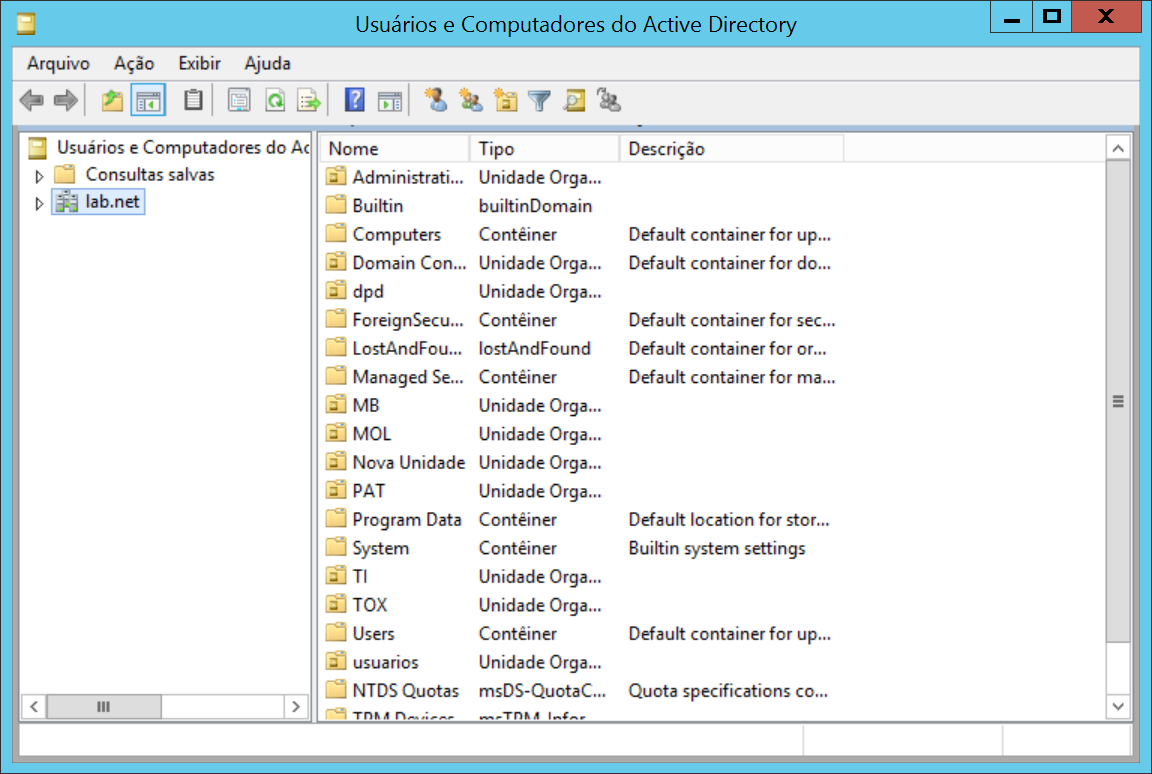 Usuários e Computadores do Active Directory
Arquivo Ação Exibir Ajuda
Usuários e Computadores do Ac
Consultas salvas
lab.net
Nome Tipo Descrição
Administrati... Unidade Orga...
Builtin builtinDomain
Computers Contêiner Default container for up...
Domain Con... Unidade Orga... Default container for do...
dpd Unidade Orga...
ForeignSecu... Contêiner Default container for sec...
LostAndFou... lostAndFound Default container for or...
Managed Se... Contêiner Default container for ma...
MB Unidade Orga...
MOL Unidade Orga...
Nova Unidade Unidade Orga...
PAT Unidade Orga...
Program Data Contêiner Default location for stor...
System Contêiner Builtin system settings
TI Unidade Orga...
TOX Unidade Orga...
Users Contêiner Default container for up...
usuarios Unidade Orga...
NTDS Quotas msDS-QuotaC... Quota specifications co...
TPM Devices msTPM-Infor...